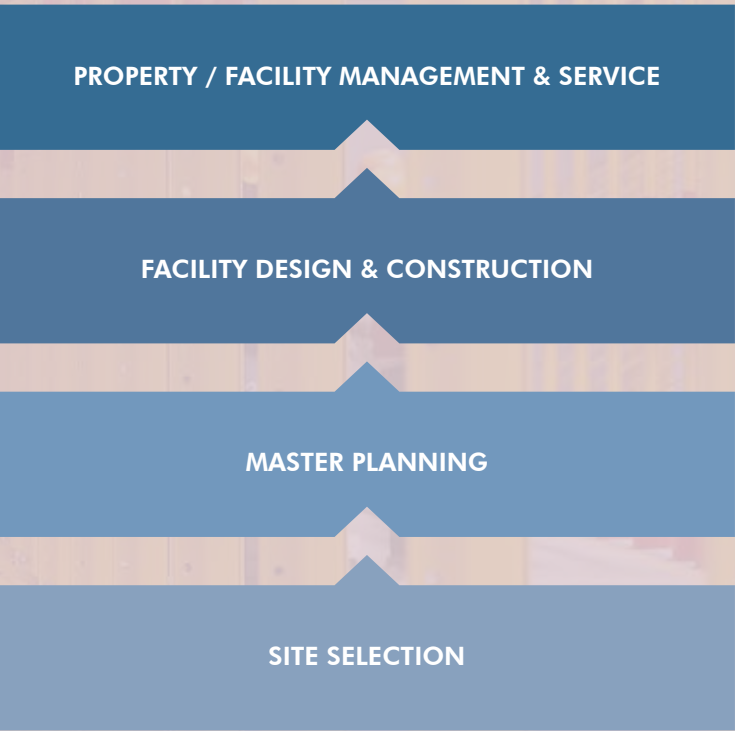 PROPERTY / FACILITY MANAGEMENT & SERVICE
FACILITY DESIGN & CONSTRUCTION
MASTER PLANNING
SITE SELECTION